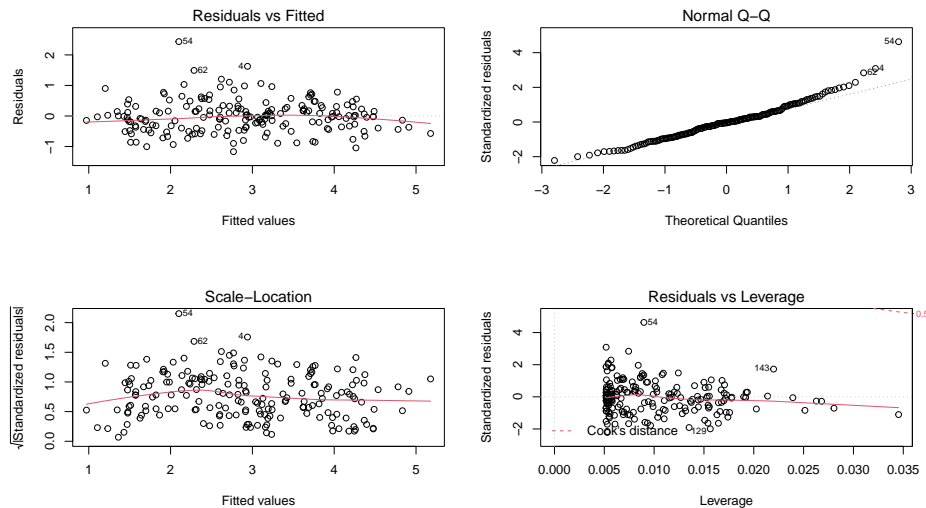 Residuals vs Fitted
Residuals
−1 0 1 2
54
62
4
1 2 3 4 5
Fitted values
Normal Q−Q
Standardized residuals
−2 0 2 4
54
62
4
−3 −2 −1 0 1 2 3
Theoretical Quantiles
Scale−Location
√|Standardized residuals|
0.0 0.5 1.0 1.5 2.0
54
62
4
1 2 3 4 5
Fitted values
Residuals vs Leverage
Standardized residuals
−2 0 2 4
54
143
129
Cook's distance
0.5
0.000 0.005 0.010 0.015 0.020 0.025 0.030 0.035
Leverage